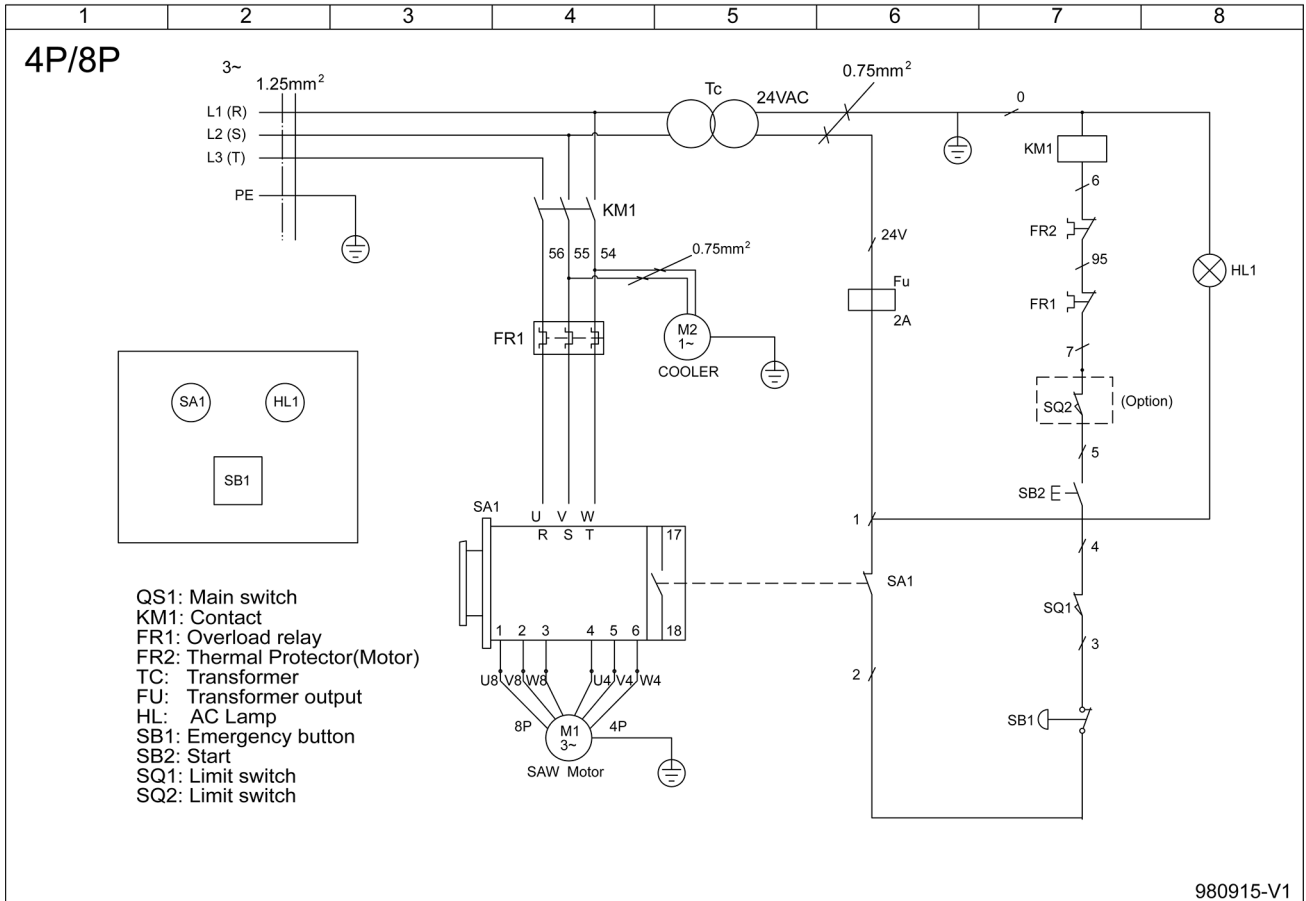 1 2 3 4 5 6 7 8
4P/8P
3~
1.25mm²
L1 (R)
L2 (S)
L3 (T)
PE
Tc
24VAC
0.75mm²
0
KM1
6
FR2
95
FR1
7
SQ2
(Option)
5
SB2
4
SQ1
3
SB1
HL1
24V
Fu
2A
1
SA1
2
KM1
56 55 54
0.75mm²
FR1
M2
1~
COOLER
SA1 HL1
SB1
SA1
U V W
R S T
17
18
1 2 3 4 5 6
U8 V8 W8 U4 V4 W4
8P 4P
M1
3~
SAW Motor
QS1: Main switch
KM1: Contact
FR1: Overload relay
FR2: Thermal Protector(Motor)
TC: Transformer
FU: Transformer output
HL: AC Lamp
SB1: Emergency button
SB2: Start
SQ1: Limit switch
SQ2: Limit switch
980915-V1